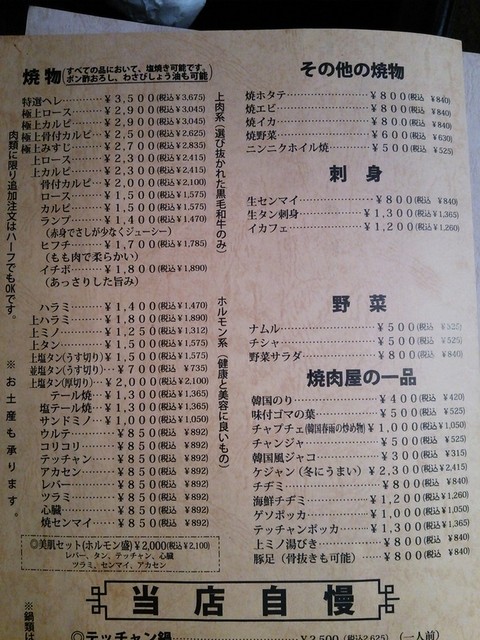 焼物 (すべての品において、塩焼き可能です。
ポン酢おろし、わさびしょう油も可能)
特選ヘレ………¥3,500(税込¥3,675)
極上ロース………¥2,900(税込¥3,045)
極上カルビ………¥2,900(税込¥3,045)
極上骨付カルビ…¥2,500(税込¥2,625)
極上みすじ………¥2,700(税込¥2,835)
上ロース………¥2,300(税込¥2,415)
上カルビ………¥2,300(税込¥2,415)
骨付カルビ……¥2,000(税込¥2,100)
ロース…………¥1,500(税込¥1,575)
カルビ…………¥1,500(税込¥1,575)
ランプ…………¥1,400(税込¥1,470)
(赤身でさしが少なくジューシー)
ヒフチ…………¥1,700(税込¥1,785)
(もも肉で柔らかい)
イチボ…………¥1,800(税込¥1,890)
(あっさりした旨み)
上肉系(選び抜かれた黒毛和牛のみ)
ハラミ…………¥1,400(税込¥1,470)
上ハラミ………¥1,800(税込¥1,890)
上ミノ…………¥1,250(税込¥1,312)
上タン…………¥1,500(税込¥1,575)
上塩タン(うす切り)¥1,500(税込¥1,575)
並塩タン(うす切り)…¥700(税込¥735)
上塩タン(厚切り)…¥2,000(税込¥2,100)
テール焼………¥1,300(税込¥1,365)
塩テール焼……¥1,300(税込¥1,365)
サンドミノ……¥1,000(税込¥1,050)
ウルテ…………¥850(税込¥892)
コリコリ………¥850(税込¥892)
テッチャン……¥850(税込¥892)
アカセン………¥850(税込¥892)
レバー…………¥850(税込¥892)
ツラミ…………¥850(税込¥892)
心臓……………¥850(税込¥892)
焼センマイ……¥850(税込¥892)
ホルモン系(健康と美容に良いもの)
◎美肌セット(ホルモン盛)¥2,000(税込¥2,100)
レバー、タン、テッチャン、心臓
ツラミ、センマイ、アカセン
肉類に限り追加注文はハーフでもOKです。
※お土産も承ります。
その他の焼物
焼ホタテ………¥800(税込¥840)
焼エビ…………¥800(税込¥840)
焼イカ…………¥800(税込¥840)
焼野菜…………¥600(税込¥630)
ニンニクホイル焼…¥500(税込¥525)
刺身
生センマイ……¥800(税込¥840)
生タン刺身……¥1,300(税込¥1,365)
イカフェ………¥1,200(税込¥1,260)
野菜
ナムル…………¥500(税込¥525)
チシャ…………¥500(税込¥525)
野菜サラダ……¥800(税込¥840)
焼肉屋の一品
韓国のり………¥400(税込¥420)
味付ゴマの葉…¥500(税込¥525)
チャプチェ(韓国春雨の炒め物)¥1,000(税込¥1,050)
チャンジャ……¥500(税込¥525)
韓国風ジャコ…¥300(税込¥315)
ケジャン(冬にうまい)…¥2,300(税込¥2,415)
チヂミ…………¥800(税込¥840)
海鮮チヂミ……¥1,200(税込¥1,260)
ゲソポッカ……¥1,000(税込¥1,050)
テッチャンポッカ…¥1,300(税込¥1,365)
上ミノ湯びき…¥800(税込¥840)
豚足(骨抜きも可能)…¥800(税込¥840)
当店自慢
◎テッチャン鍋………¥2,500(税込2,625)(一人前)
※鍋類は